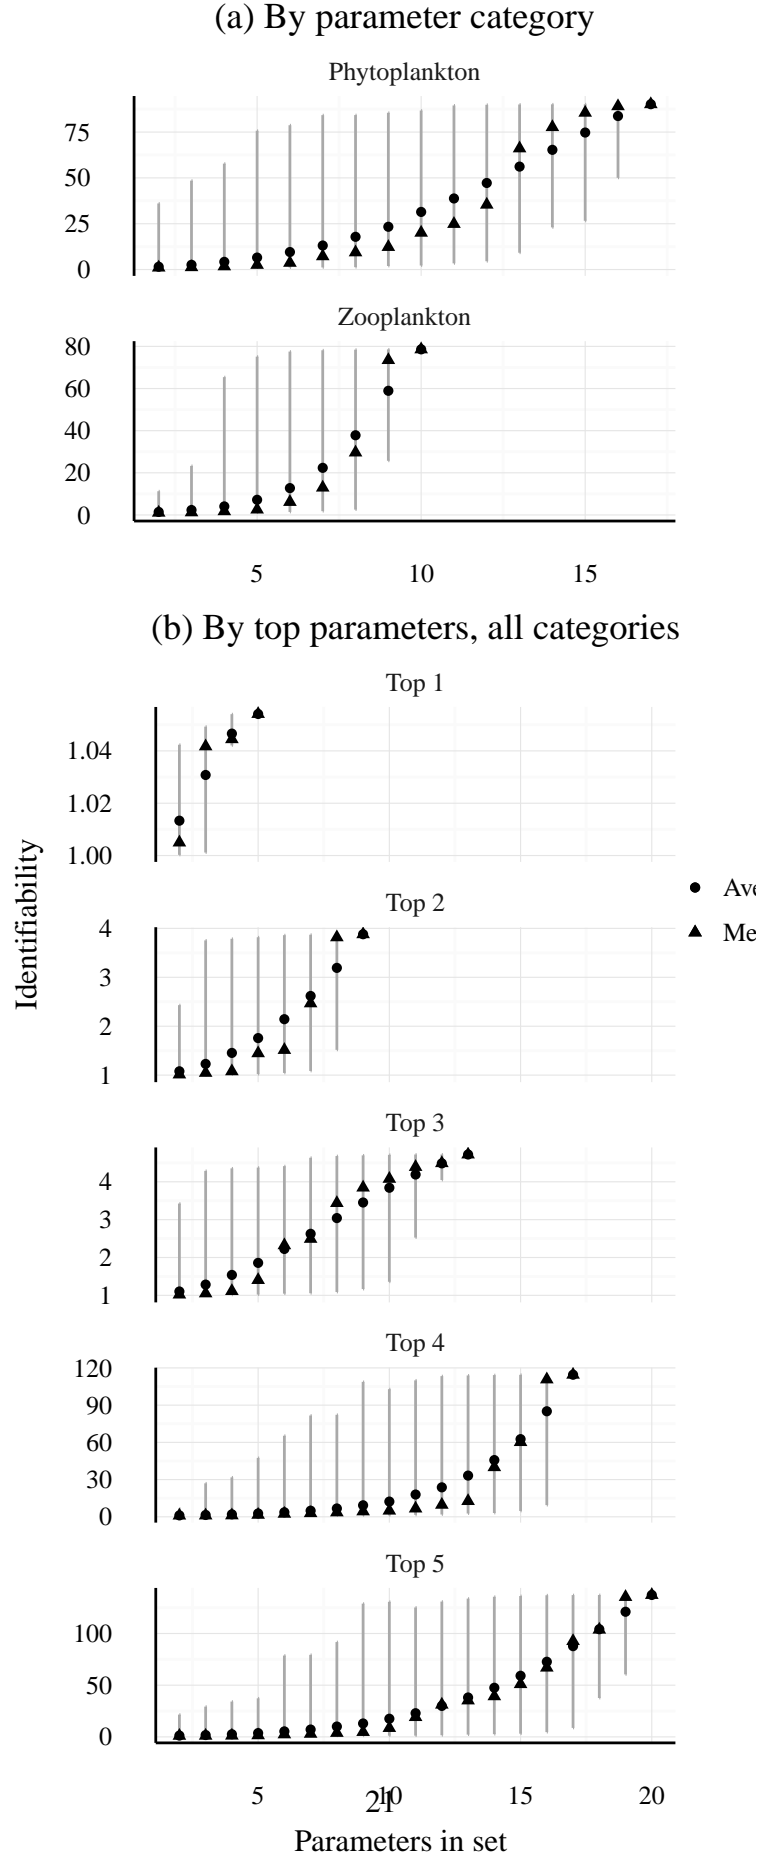 (a) By parameter category
Phytoplankton
75
50
25
0
Zooplankton
80
60
40
20
0
5 10 15
(b) By top parameters, all categories
Top 1
1.04
1.02
1.00
Identifiability
Top 2
4
3
2
1
Ave
Me
Top 3
4
3
2
1
Top 4
120
90
60
30
0
Top 5
100
50
0
5 10 15 20
21
Parameters in set